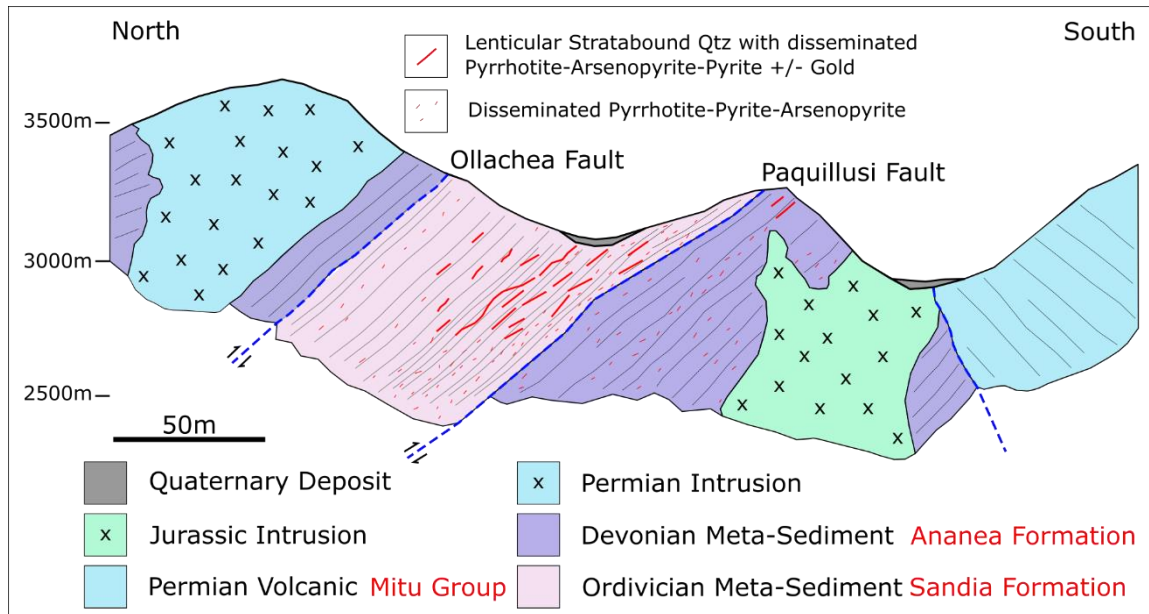 North
South
Lenticular Stratabound Qtz with disseminated
Pyrrhotite-Arsenopyrite-Pyrite +/- Gold
Disseminated Pyrrhotite-Pyrite-Arsenopyrite
3500m
Ollachea Fault
Paquillusi Fault
3000m
2500m
50m
Quaternary Deposit
Permian Intrusion
Jurassic Intrusion
Devonian Meta-Sediment Ananea Formation
Permian Volcanic Mitu Group
Ordivician Meta-Sediment Sandia Formation